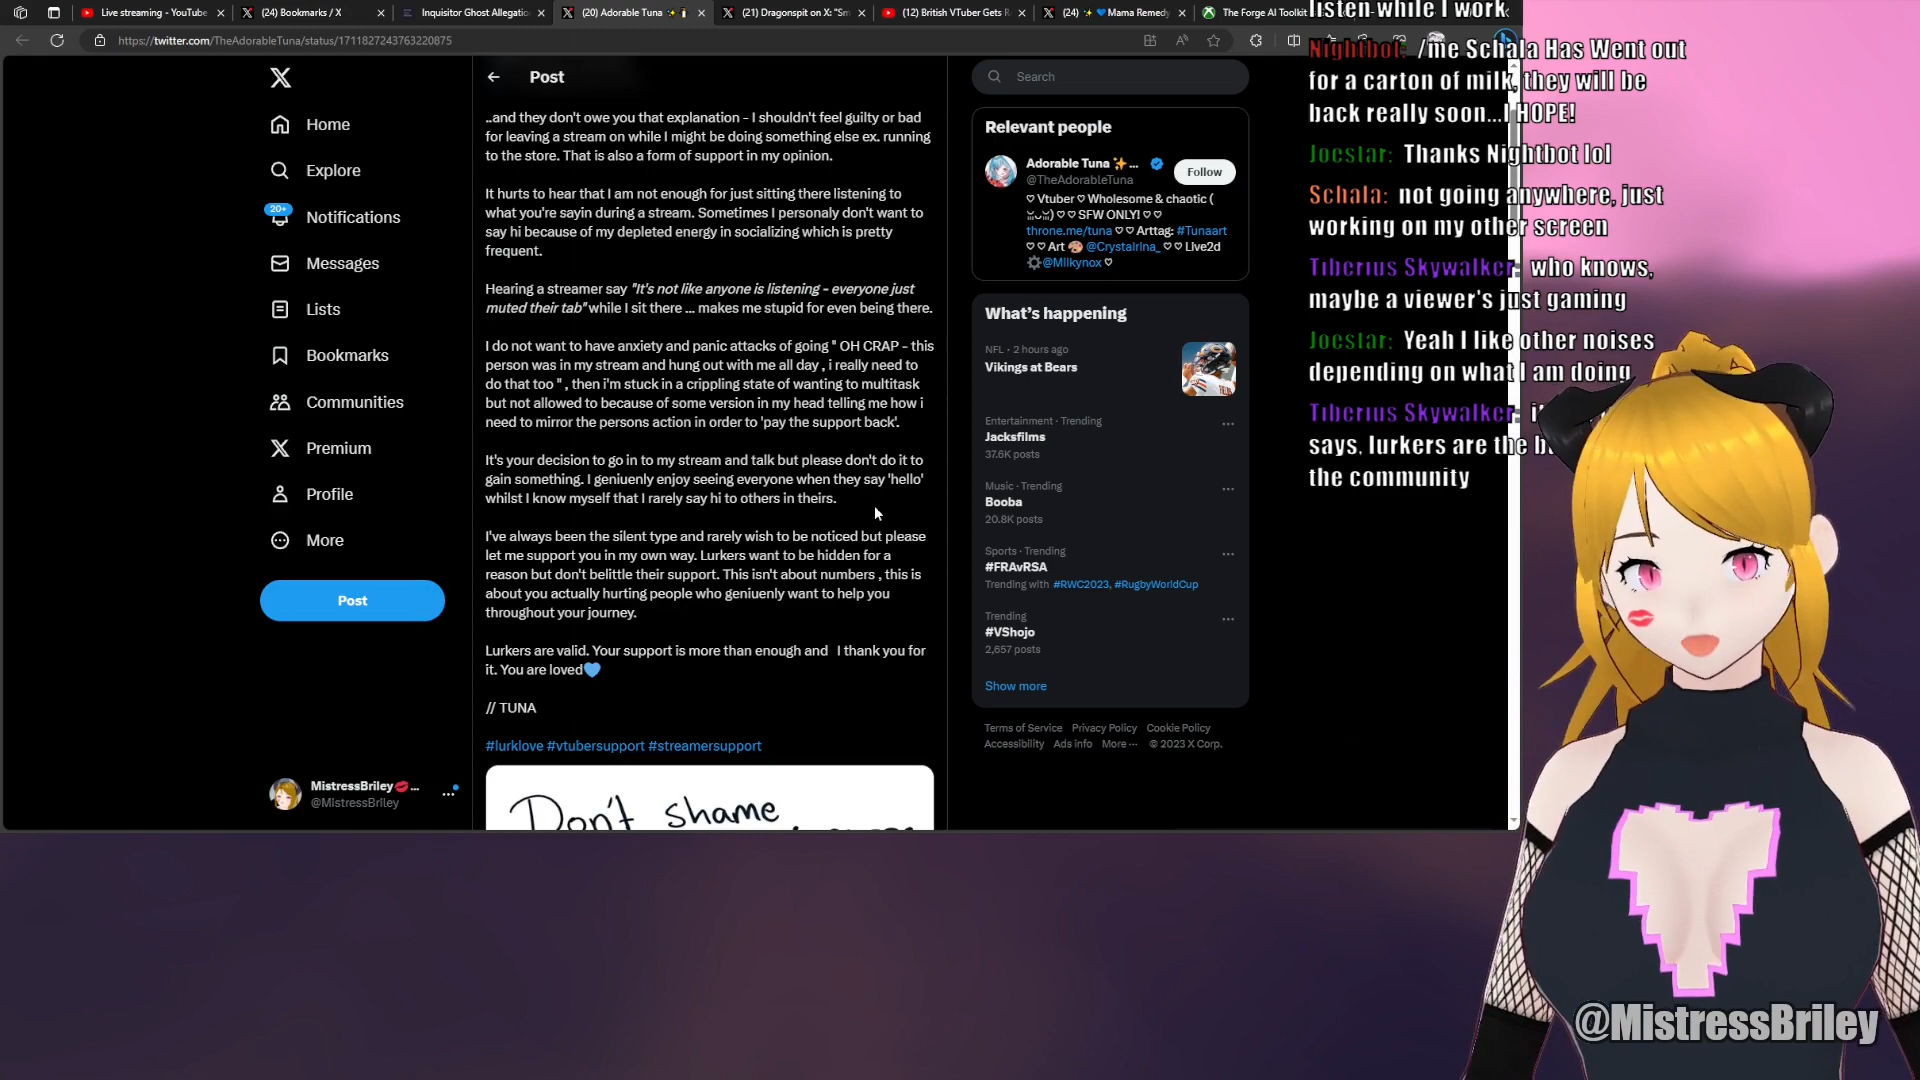 Live streaming - YouTube
(24) Bookmarks / X
Inquisitor Ghost Allegatio
(20) Adorable Tuna
(21) Dragonspit on X: "Sm
(12) British VTuber Gets R
(24)
Mama Remedy
The Forge AI Toolkit
https://twitter.com/TheAdorableTuna/status/1711827243763220875
Home
Explore
20+
Notifications
Messages
Lists
Bookmarks
Communities
Premium
Profile
More
Post
MistressBriley
...
@MistressBriley
Post
..and they don't owe you that explanation - I shouldn't feel guilty or bad
for leaving a stream on while I might be doing something else ex. running
to the store. That is also a form of support in my opinion.
It hurts to hear that I am not enough for just sitting there listening to
what you're sayin during a stream. Sometimes I personaly don't want to
say hi because of my depleted energy in socializing which is pretty
frequent.
Hearing a streamer say "It's not like anyone is listening - everyone just
muted their tab" while I sit there ... makes me stupid for even being there.
I do not want to have anxiety and panic attacks of going " OH CRAP - this
person was in my stream and hung out with me all day , i really need to
do that too " , then i'm stuck in a crippling state of wanting to multitask
but not allowed to because of some version in my head telling me how i
need to mirror the persons action in order to 'pay the support back'.
It's your decision to go in to my stream and talk but please don't do it to
gain something. I geniuenly enjoy seeing everyone when they say 'hello'
whilst I know myself that I rarely say hi to others in theirs.
I've always been the silent type and rarely wish to be noticed but please
let me support you in my own way. Lurkers want to be hidden for a
reason but don't belittle their support. This isn't about numbers , this is
about you actually hurting people who geniuenly want to help you
throughout your journey.
Lurkers are valid. Your support is more than enough and I thank you for
it. You are loved
// TUNA
#lurklove #vtubersupport #streamersupport
Don't shame
Search
Relevant people
Adorable Tuna ...
@TheAdorableTuna
Follow
♡ Vtuber ♡ Wholesome & chaotic (
♡ ♡ SFW ONLY! ♡ ♡
throne.me/tuna ♡ ♡ Arttag: #Tunaart
♡ ♡ Art @CrystalrIna_ ♡ ♡ Live2d
@Milkynox ♡
What's happening
NFL · 2 hours ago
Vikings at Bears
Entertainment · Trending
Jacksfilms
37.6K posts
Music · Trending
Booba
20.8K posts
Sports · Trending
#FRAvRSA
Trending with #RWC2023, #RugbyWorldCup
Trending
#VShojo
2,657 posts
Show more
Terms of Service Privacy Policy Cookie Policy
Accessibility Ads info More ··· © 2023 X Corp.
listen while I work
Nightbot: /me Schala Has Went out
for a carton of milk, they will be
back really soon...I HOPE!
Joestar: Thanks Nightbot lol
Schala: not going anywhere, just
working on my other screen
Tiberius Skywalker: who knows,
maybe a viewer's just gaming
Joestar: Yeah I like other noises
depending on what I am doing
Tiberius Skywalker:
says, lurkers are the
the community
@MistressBriley